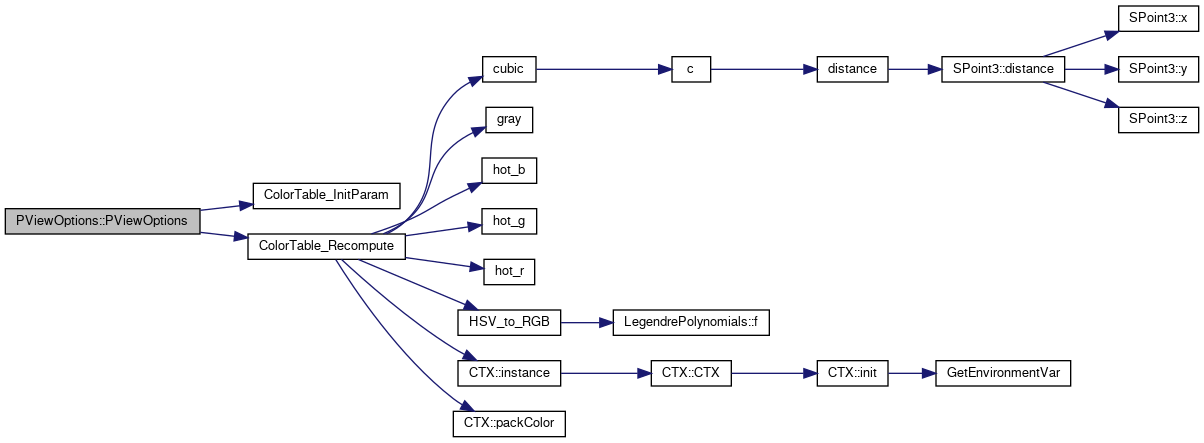 PViewOptions::PViewOptions
ColorTable_InitParam
ColorTable_Recompute
cubic
c
distance
SPoint3::distance
SPoint3::x
SPoint3::y
SPoint3::z
gray
hot_b
hot_g
hot_r
HSV_to_RGB
LegendrePolynomials::f
CTX::instance
CTX::CTX
CTX::init
GetEnvironmentVar
CTX::packColor